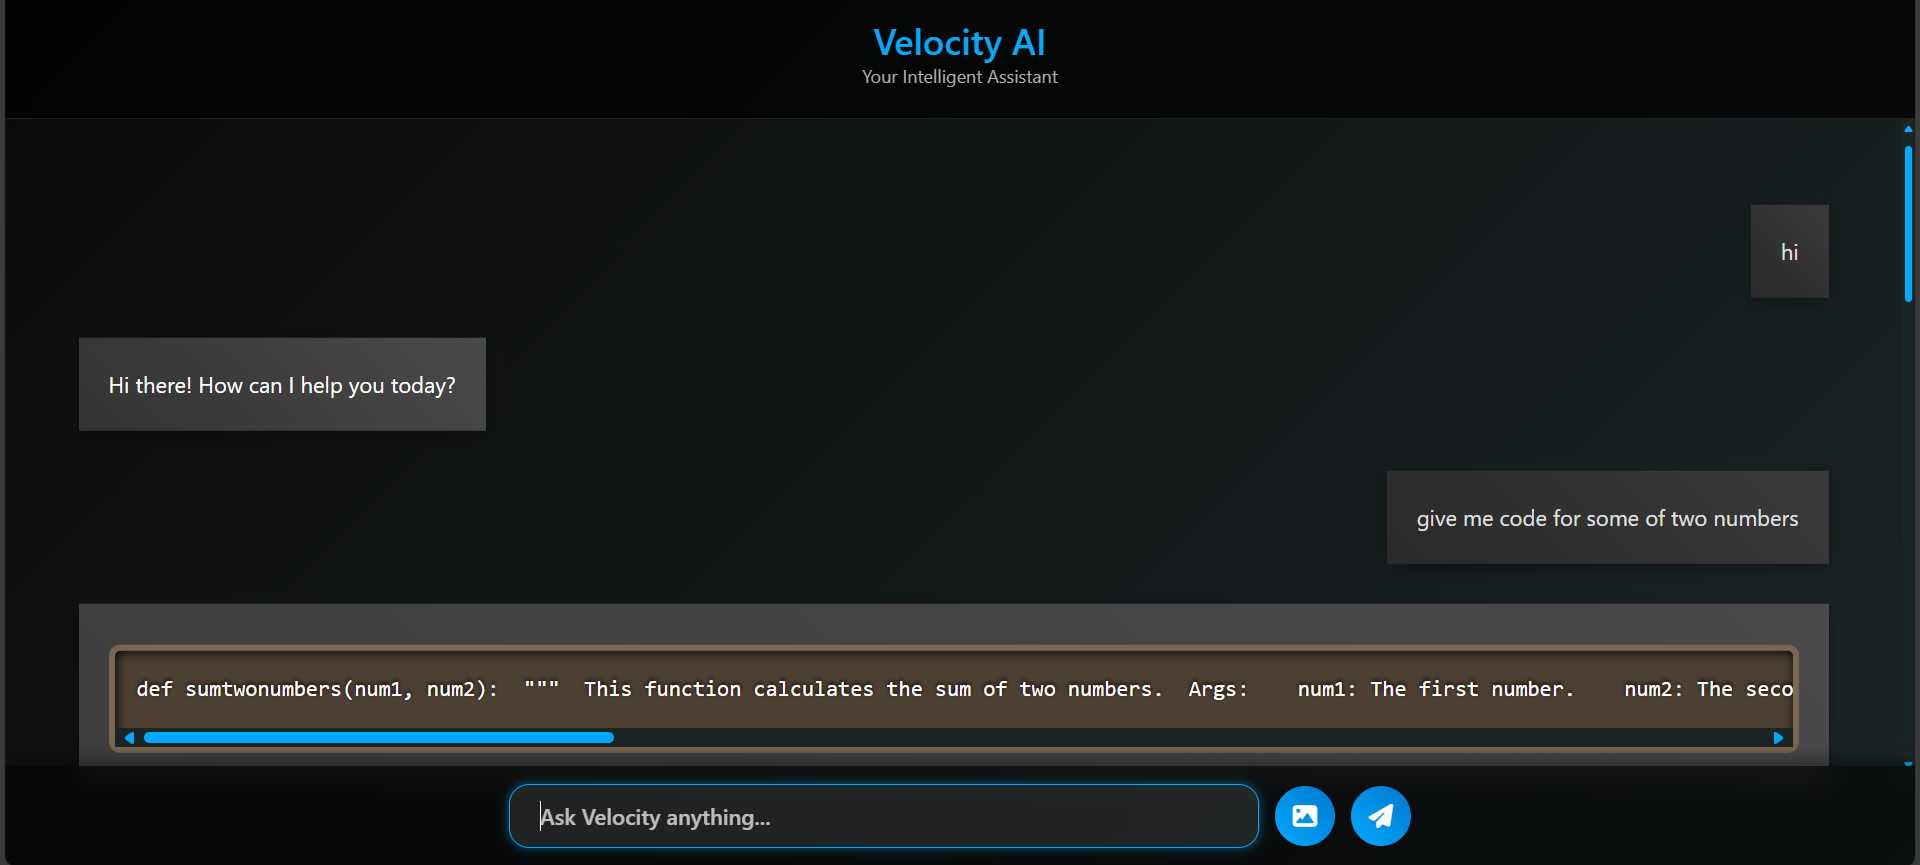 Velocity AI
Your Intelligent Assistant
hi
Hi there! How can I help you today?
give me code for some of two numbers
def sumtwonumbers(num1, num2):  """  This function calculates the sum of two numbers.  Args:    num1: The first number.    num2: The seco
Ask Velocity anything...